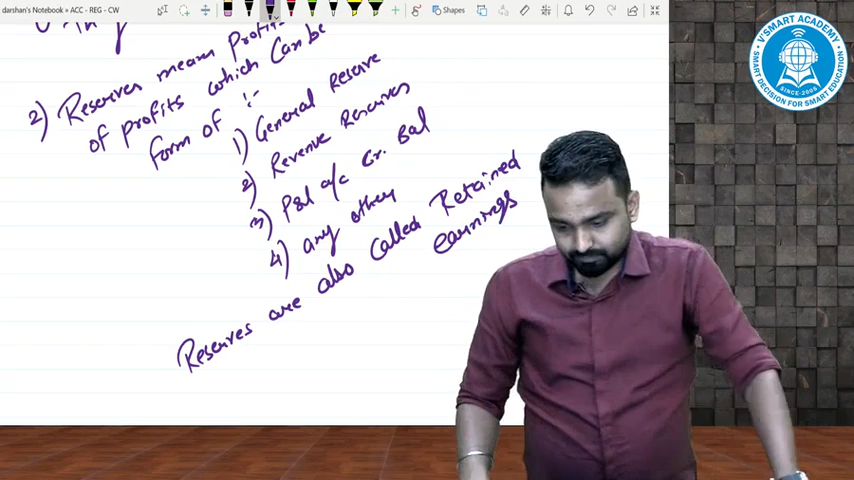 darshan's Notebook » ACC - REG - CW
Shapes
2) Reserves means Profits
of profits which can be
form of :-
1) General Reserve
2) Revenue Reserves
3) P&L a/c Cr. Bal
4) any other
Reserves are also called Retained
earnings
V'SMART ACADEMY
SINCE-2005
SMART DECISION FOR SMART EDUCATION